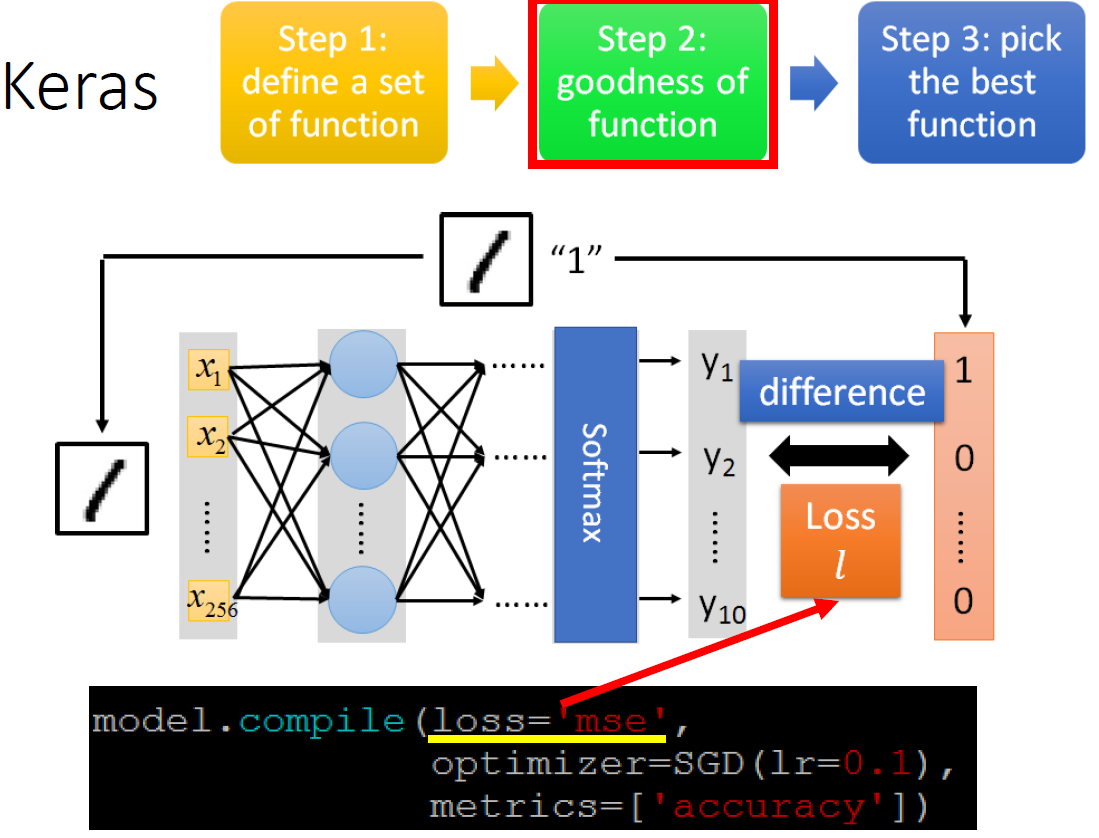 Keras
Step 1:
define a set
of function
Step 2:
goodness of
function
Step 3: pick
the best
function
“1”
x1
x2
⋮
x256
⋮
……
……
……
Softmax
y1
y2
⋮
y10
difference
Loss
l
1
0
⋮
0
model.compile(loss='mse',
optimizer=SGD(lr=0.1),
metrics=['accuracy'])